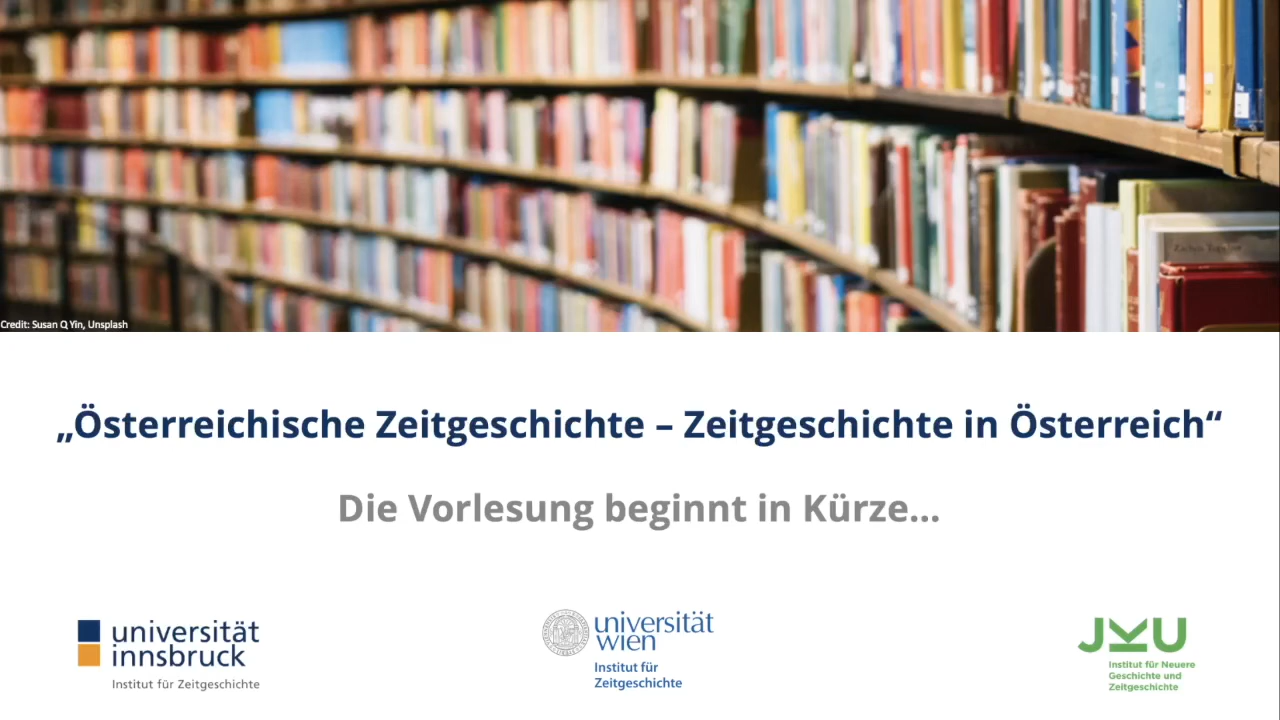 Credit: Susan Q Yin, Unsplash
„Österreichische Zeitgeschichte – Zeitgeschichte in Österreich“
Die Vorlesung beginnt in Kürze...
universität
innsbruck
Institut für Zeitgeschichte
universität
wien
Institut für
Zeitgeschichte
JKU
Institut für Neuere
Geschichte und
Zeitgeschichte